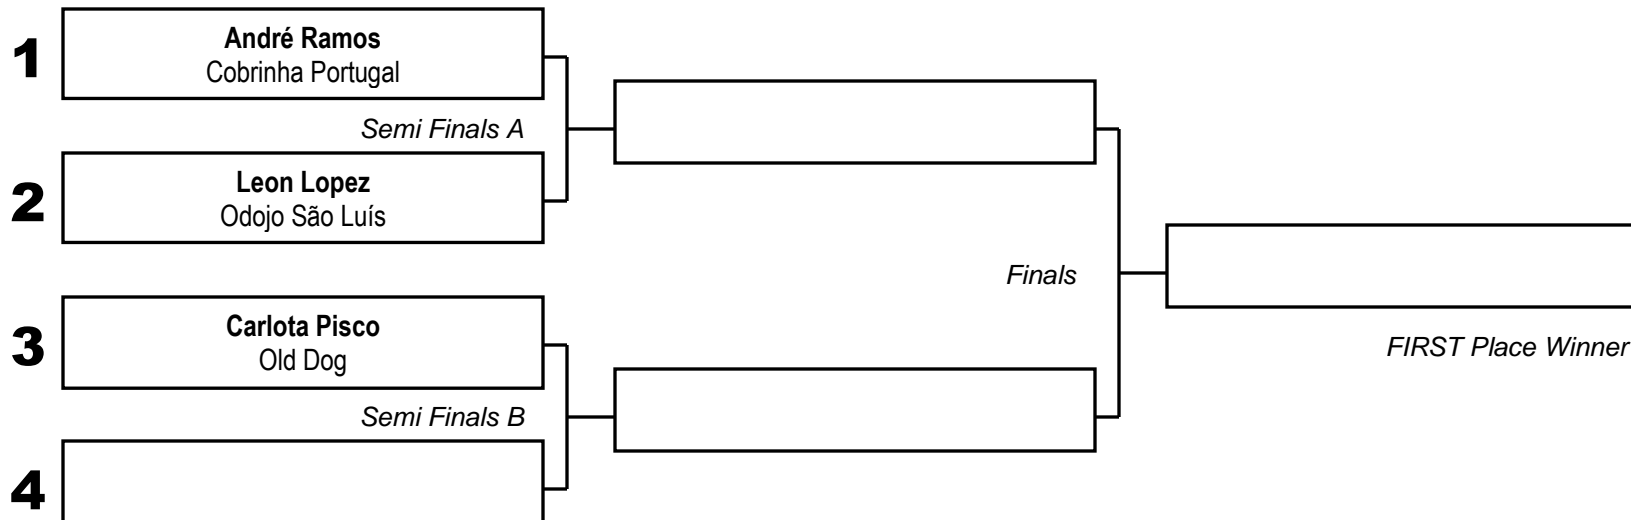 1
André Ramos
Cobrinha Portugal
Semi Finals A
2
Leon Lopez
Odojo São Luís
Finals
3
Carlota Pisco
Old Dog
FIRST Place Winner
Semi Finals B
4